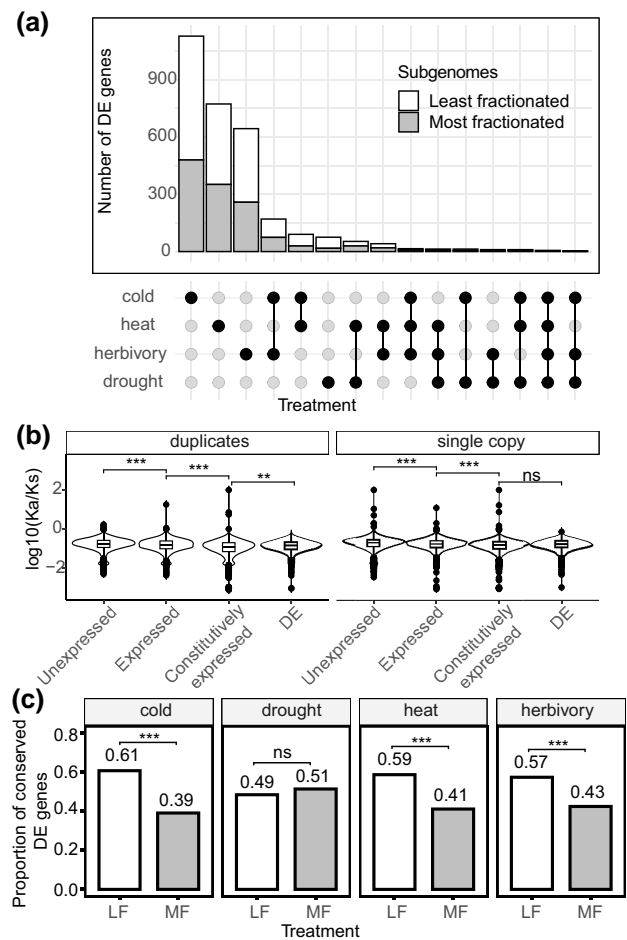 (a)
Number of DE genes
900
600
300
0
Subgenomes
Least fractionated
Most fractionated
cold
heat
herbivory
drought
Treatment
(b)
duplicates
single copy
log10(Ka/Ks)
2
0
−2
*** *** **
*** *** ns
Unexpressed
Expressed
Constitutively
expressed
DE
Unexpressed
Expressed
Constitutively
expressed
DE
(c)
cold
drought
heat
herbivory
Proportion of conserved
DE genes
0.8
0.6
0.4
0.2
0.0
***
0.61
0.39
ns
0.49 0.51
***
0.59
0.41
***
0.57
0.43
LF MF LF MF LF MF LF MF
Treatment